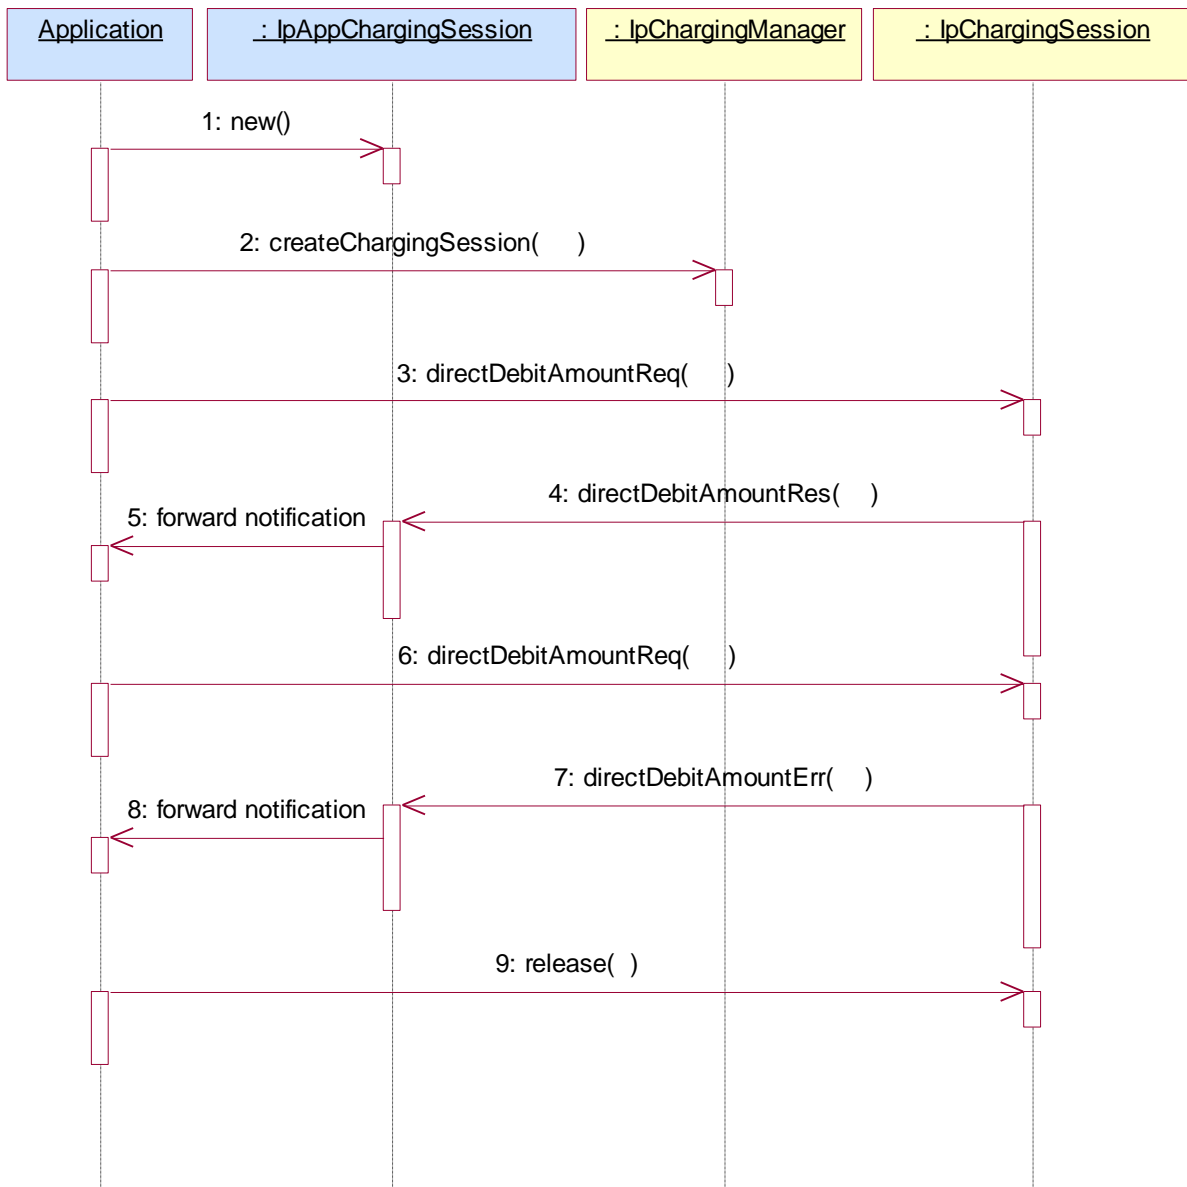 Application
: IpAppChargingSession
: IpChargingManager
: IpChargingSession
1: new()
2: createChargingSession( )
3: directDebitAmountReq( )
4: directDebitAmountRes( )
5: forward notification
6: directDebitAmountReq( )
7: directDebitAmountErr( )
8: forward notification
9: release( )